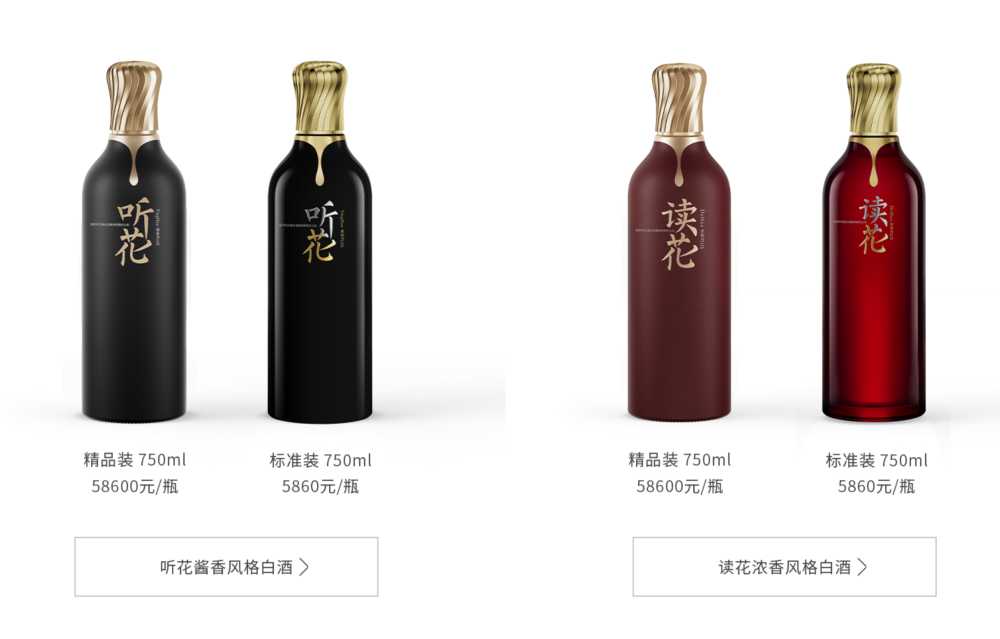 听花
听花
读花
读花
精品装 750ml
58600元/瓶
标准装 750ml
5860元/瓶
精品装 750ml
58600元/瓶
标准装 750ml
5860元/瓶
听花酱香风格白酒
读花浓香风格白酒